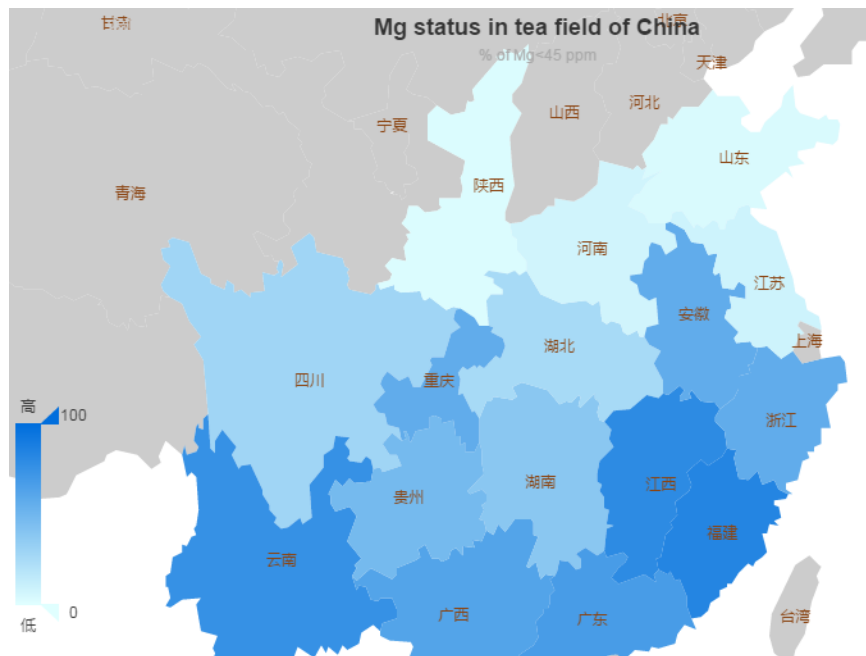 Mg status in tea field of China
% of Mg<45 ppm
甘肃
北京
天津
宁夏
山西
河北
山东
青海
陕西
河南
江苏
安徽
上海
湖北
四川
重庆
浙江
高
100
贵州
湖南
江西
福建
云南
广西
广东
台湾
0
低